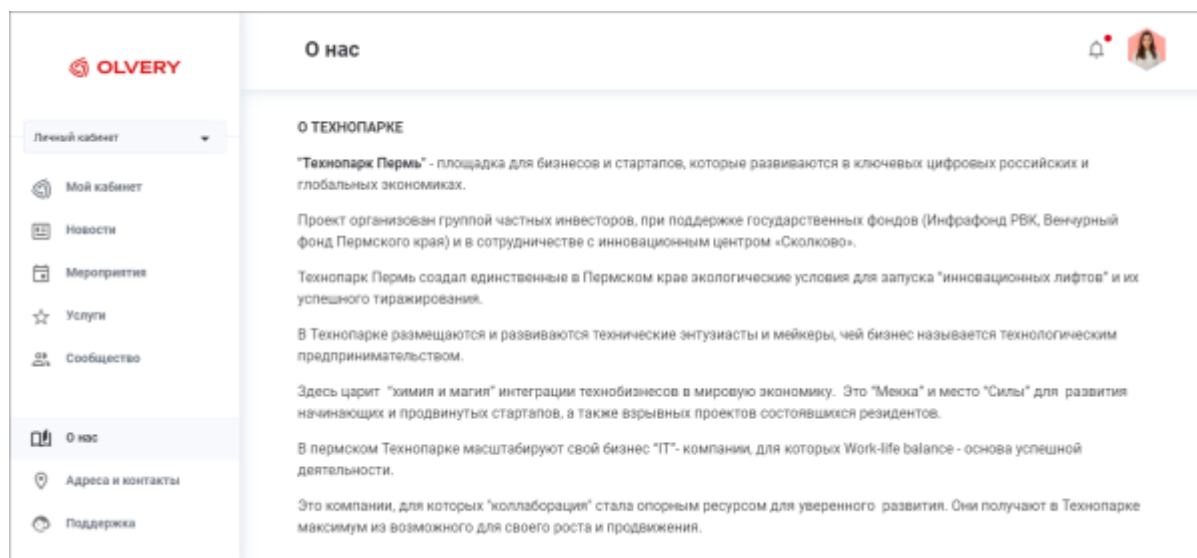 OLVERY
О нас
Личный кабинет
Мой кабинет
Новости
Мероприятия
Услуги
Сообщество
О нас
Адреса и контакты
Поддержка
О ТЕХНОПАРКЕ
"Технопарк Пермь" - площадка для бизнесов и стартапов, которые развиваются в ключевых цифровых российских и
глобальных экономиках.
Проект организован группой частных инвесторов, при поддержке государственных фондов (Инфрафонд РВК, Венчурный
фонд Пермского края) и в сотрудничестве с инновационным центром «Сколково».
Технопарк Пермь создал единственные в Пермском крае экологические условия для запуска "инновационных лифтов" и их
успешного тиражирования.
В Технопарке размещаются и развиваются технические энтузиасты и мейкеры, чей бизнес называется технологическим
предпринимательством.
Здесь царит "химия и магия" интеграции технобизнесов в мировую экономику. Это "Мекка" и место "Силы" для развития
начинающих и продвинутых стартапов, а также взрывных проектов состоявшихся резидентов.
В пермском Технопарке масштабируют свой бизнес "IT"- компании, для которых Work-life balance - основа успешной
деятельности.
Это компании, для которых "коллаборация" стала опорным ресурсом для уверенного развития. Они получают в Технопарке
максимум из возможного для своего роста и продвижения.